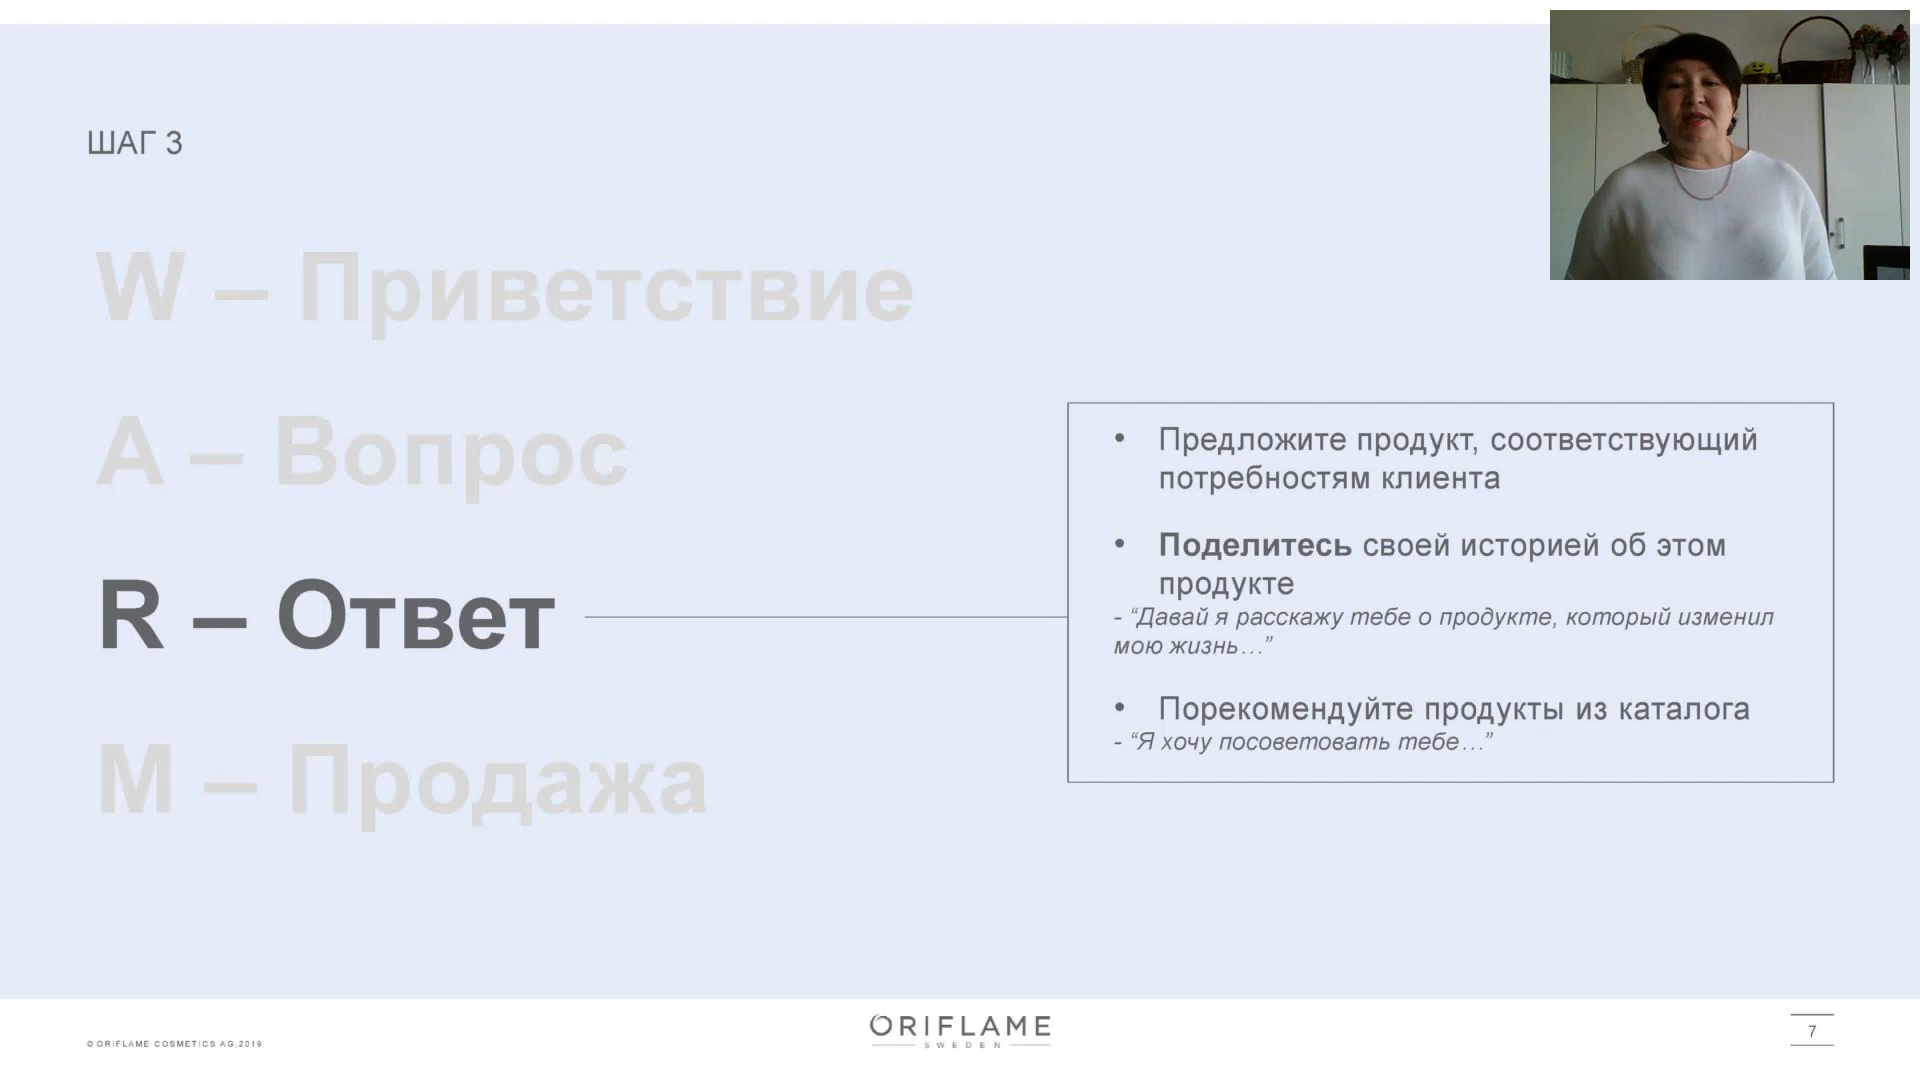 ШАГ 3
W – Приветствие
A – Вопрос
R – Ответ
M – Продажа
• Предложите продукт, соответствующий
потребностям клиента
• Поделитесь своей историей об этом
продукте
- “Давай я расскажу тебе о продукте, который изменил
мою жизнь…”
• Порекомендуйте продукты из каталога
- “Я хочу посоветовать тебе…”
© ORIFLAME COSMETICS AG,2019
ORIFLAME
SWEDEN
7